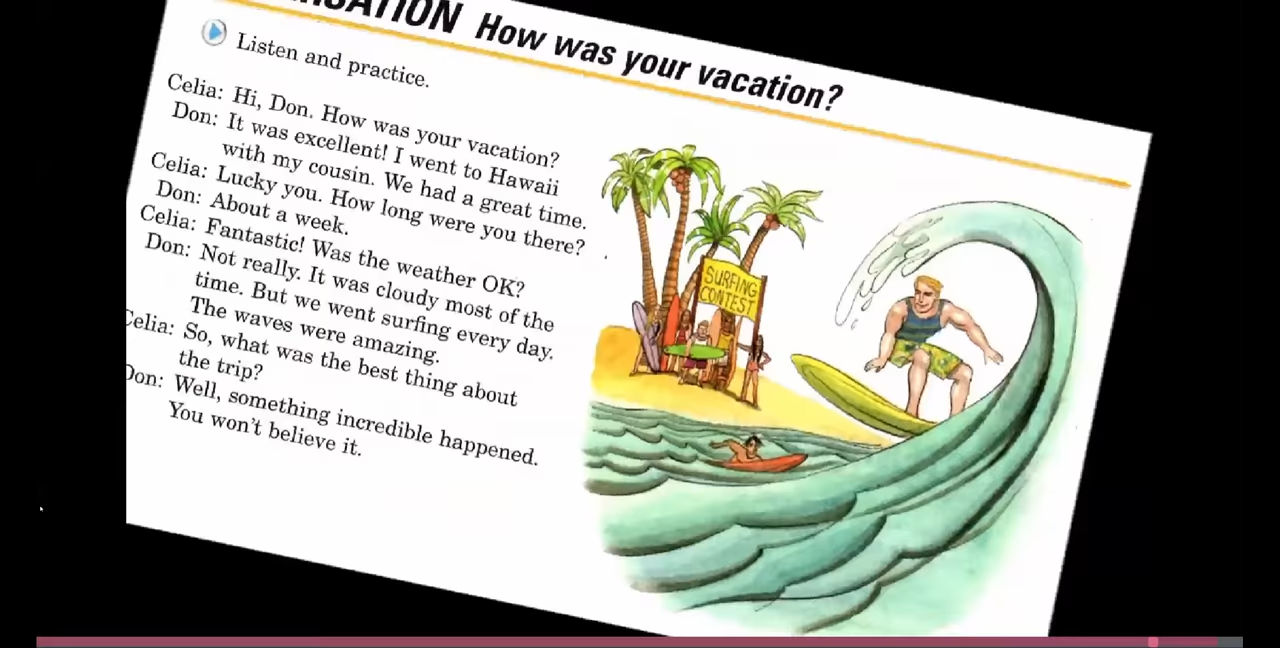 How was your vacation?
Listen and practice.
Celia: Hi, Don. How was your vacation?
Don: It was excellent! I went to Hawaii
with my cousin. We had a great time.
Celia: Lucky you. How long were you there?
Don: About a week.
Celia: Fantastic! Was the weather OK?
Don: Not really. It was cloudy most of the
time. But we went surfing every day.
The waves were amazing.
Celia: So, what was the best thing about
the trip?
Don: Well, something incredible happened.
You won't believe it.
SURFING
CONTEST